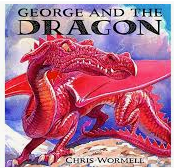 GEORGE AND THE
DRAGON
CHRIS WORMELL